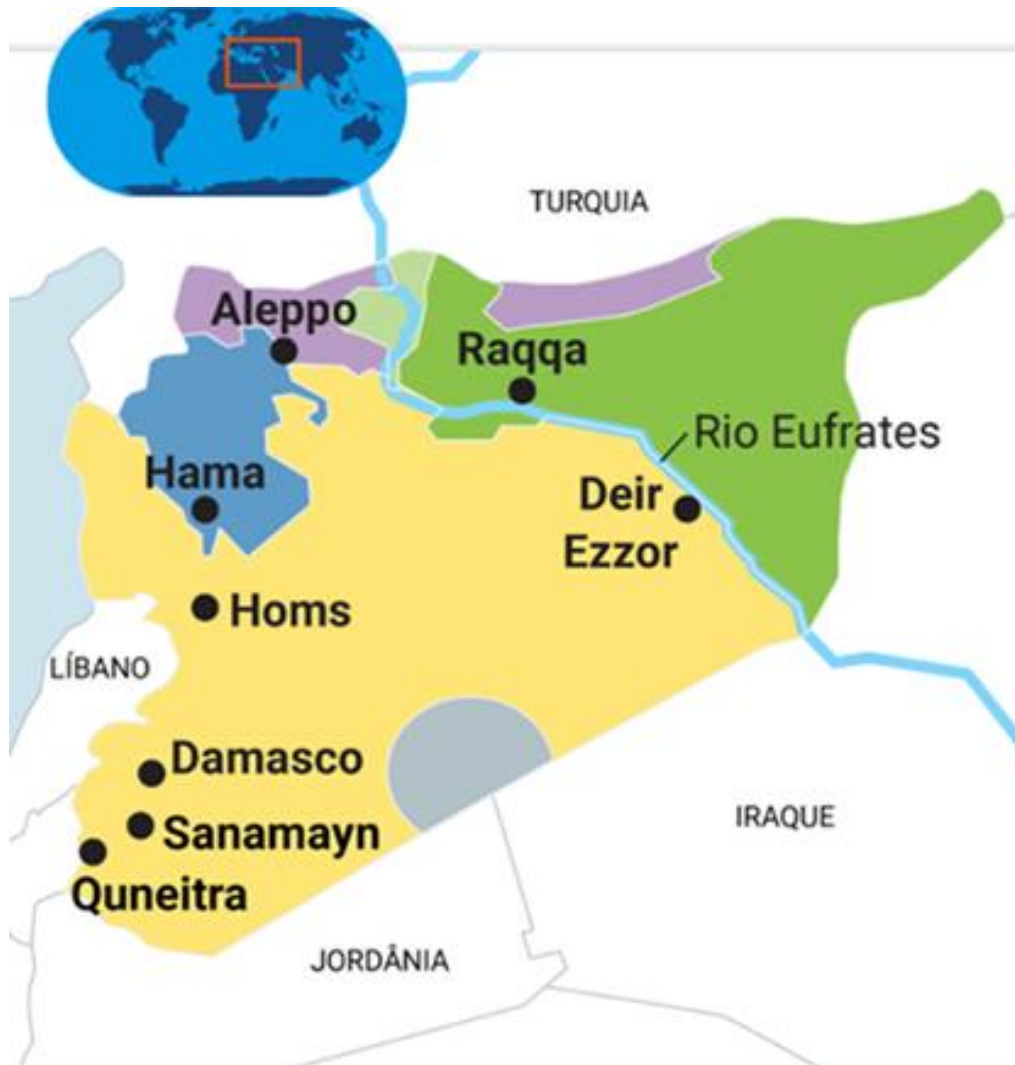 TURQUIA
Aleppo
Raqqa
Rio Eufrates
Hama
Deir
Ezzor
Homs
LÍBANO
Damasco
IRAQUE
Sanamayn
Quneitra
JORDÂNIA